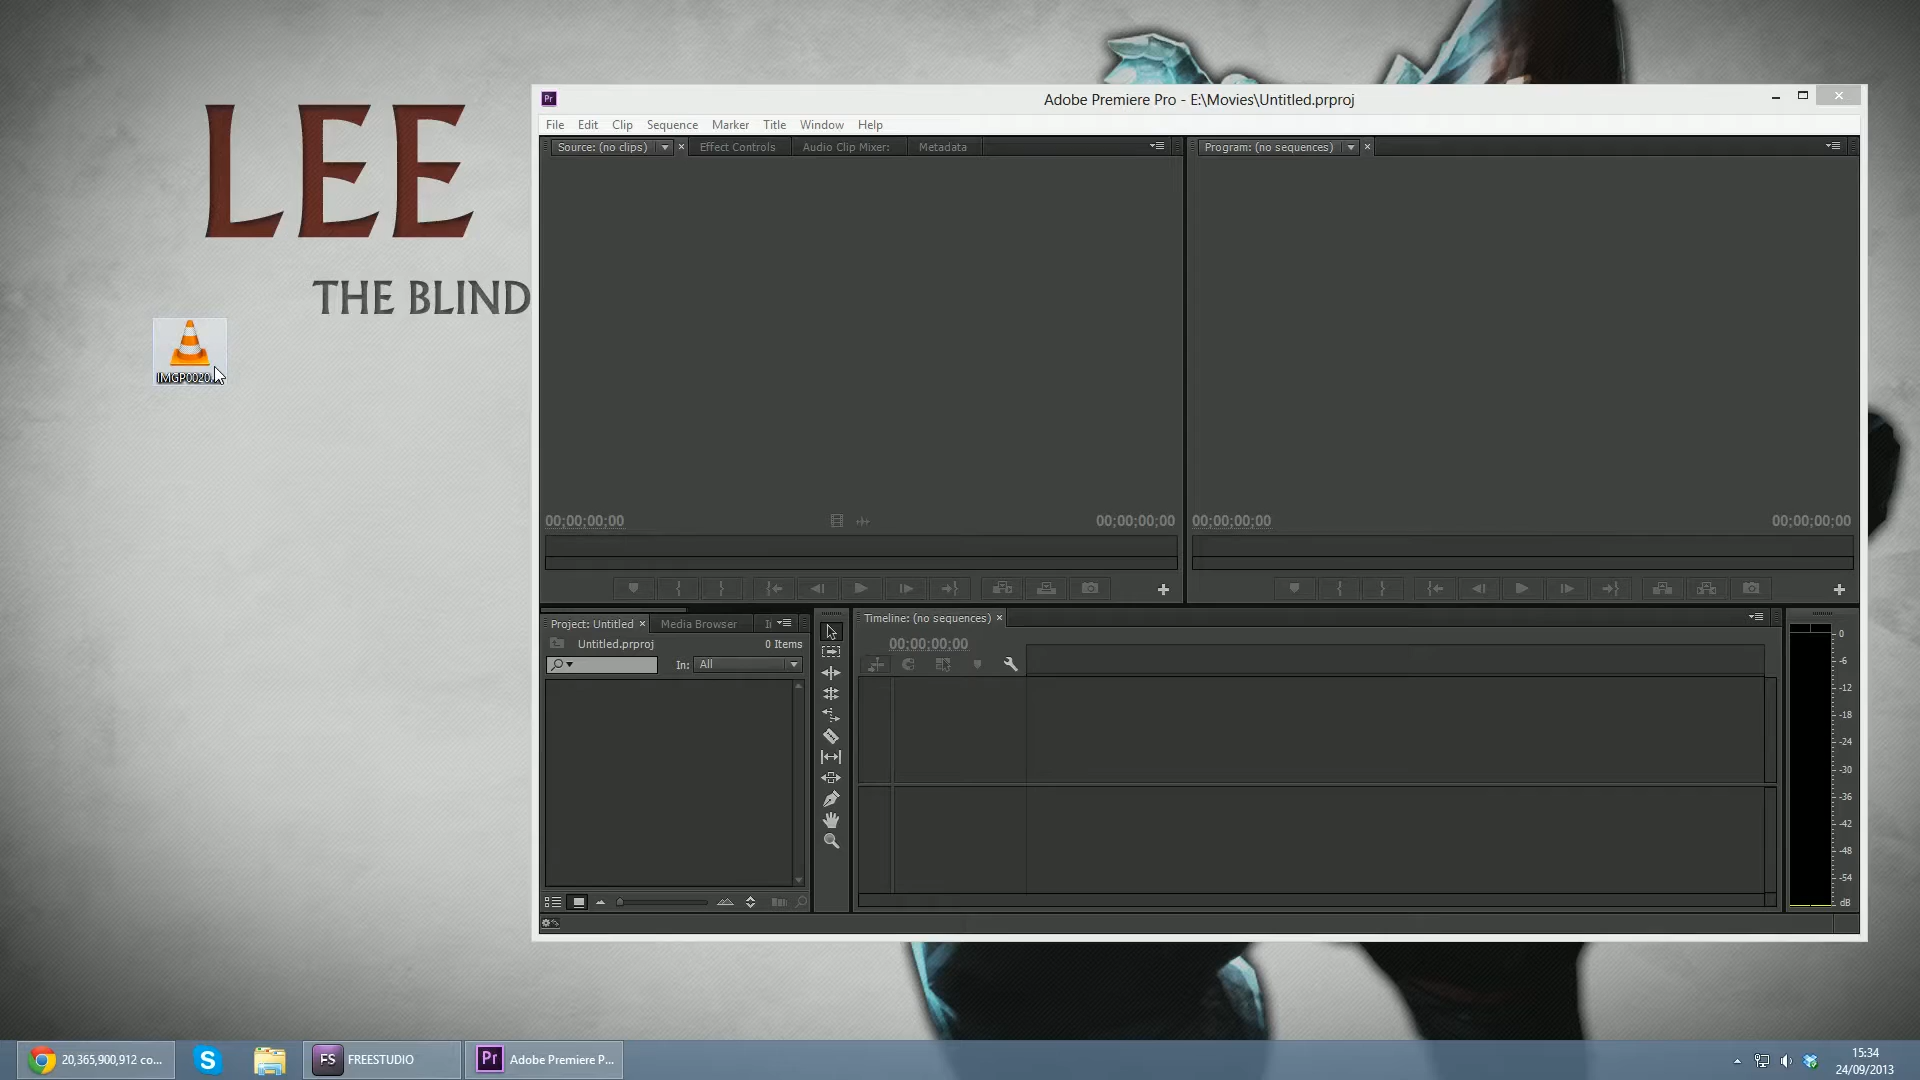 LEE
THE BLIND
IMGP0020...
Pr
Adobe Premiere Pro - E:\Movies\Untitled.prproj
File Edit Clip Sequence Marker Title Window Help
Source: (no clips) Effect Controls Audio Clip Mixer: Metadata
Program: (no sequences)
00;00;00;00 00;00;00;00
00;00;00;00 00;00;00;00
Project: Untitled Media Browser
Untitled.prproj 0 Items
In: All
Timeline: (no sequences)
00;00;00;00
0
-6
-12
-18
-24
-30
-36
-42
-48
-54
dB
20,365,900,912 co...
FS FREESTUDIO
Pr Adobe Premiere P...
15:34
24/09/2013